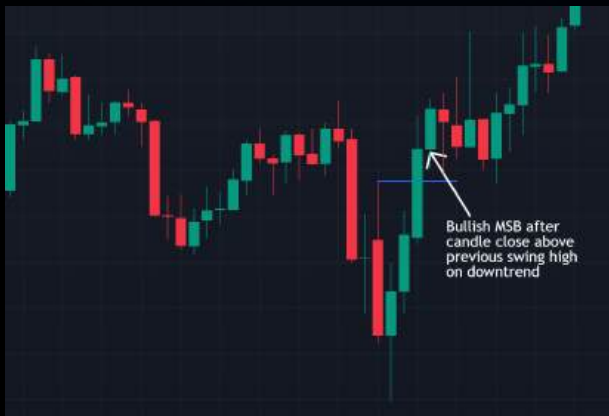 Bullish MSB after
candle close above
previous swing high
on downtrend